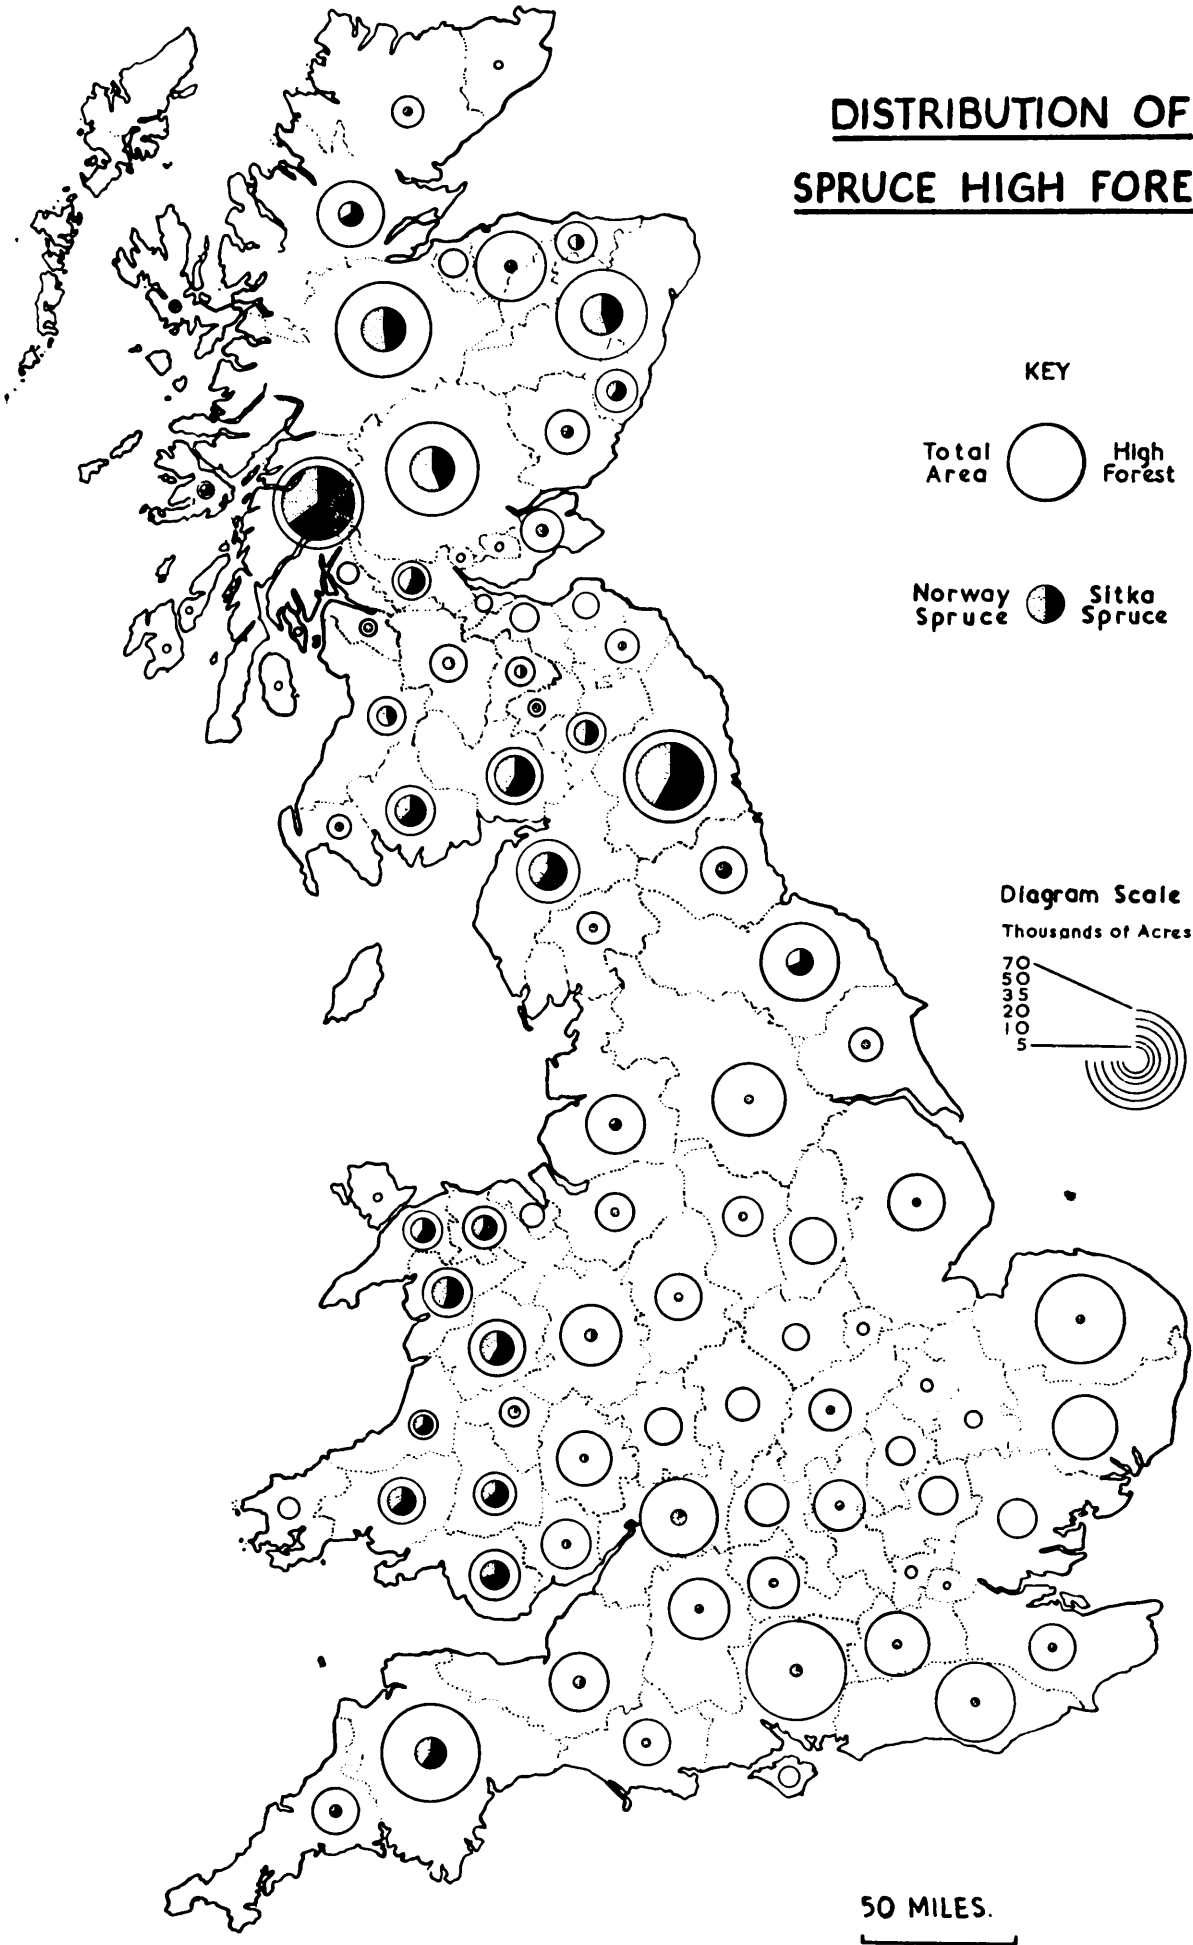 DISTRIBUTION OF
SPRUCE HIGH FORE
KEY
Total Area
High Forest
Norway Spruce
Sitka Spruce
Diagram Scale
Thousands of Acres
70
50
35
20
10
5
50 MILES.